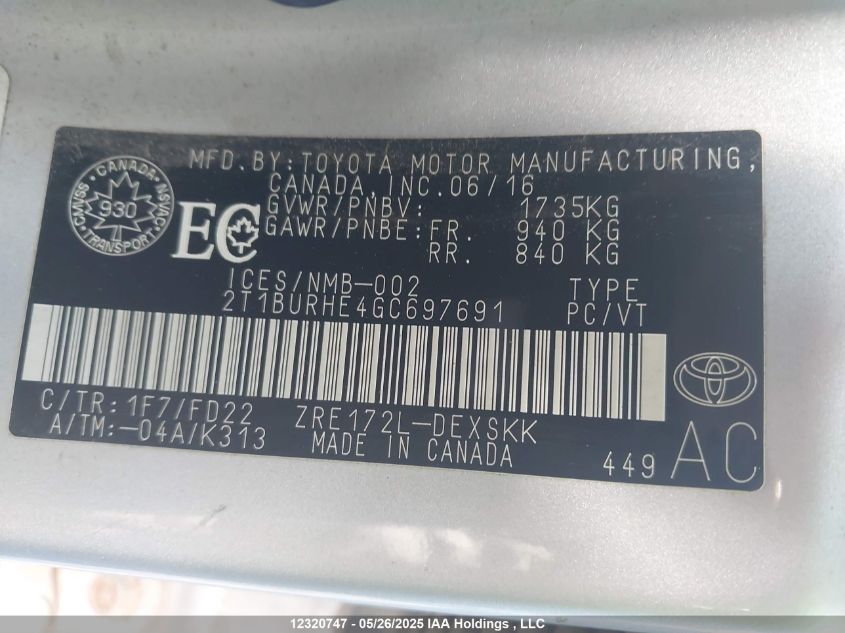 MFD.BY:TOYOTA MOTOR MANUFACTURING,
CANADA, INC.06/16
GVWR/PNBV: 1735KG
GAWR/PNBE:FR. 940 KG
RR. 840 KG
CANADA
930
TRANSPORT
CMVSS
NSVAC
EC
ICES/NMB-002
2T1BURHE4GC697691
TYPE
PC/VT
C/TR:1F7/FD22
A/TM:-04A/K313
ZRE172L-DEXSKK
MADE IN CANADA
449
AC
12320747 - 05/26/2025 IAA Holdings , LLC